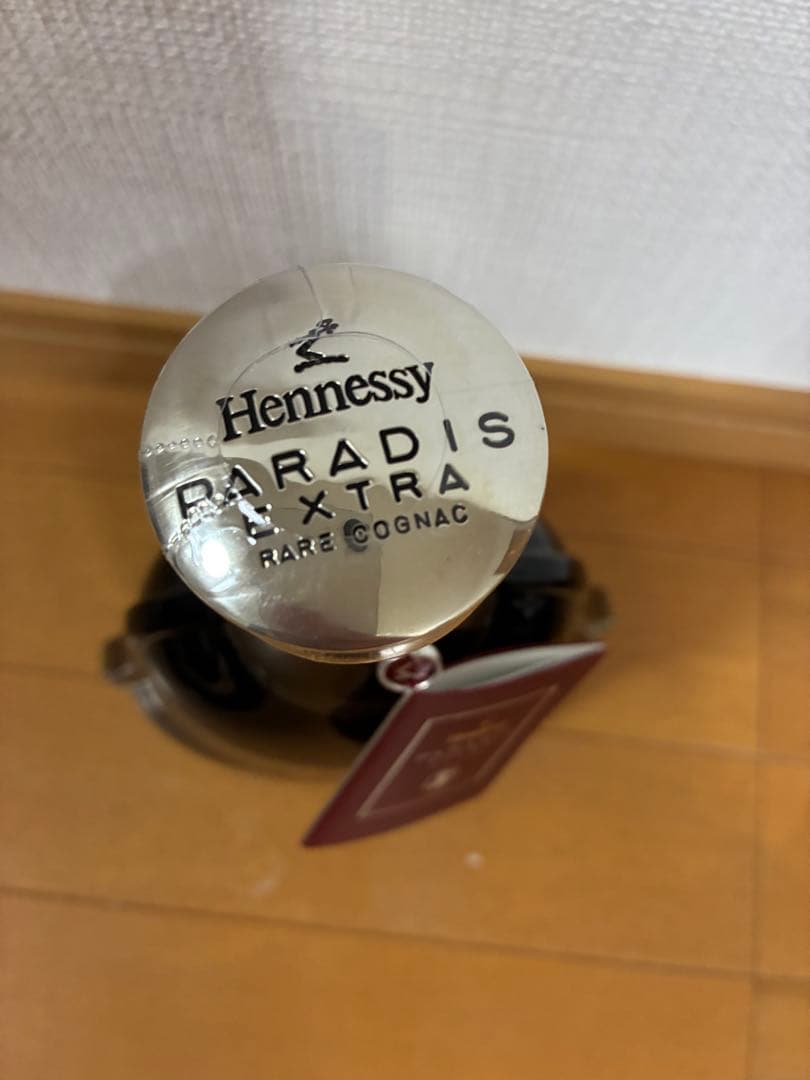 Hennessy
PARADIS
EXTRA
RARE COGNAC